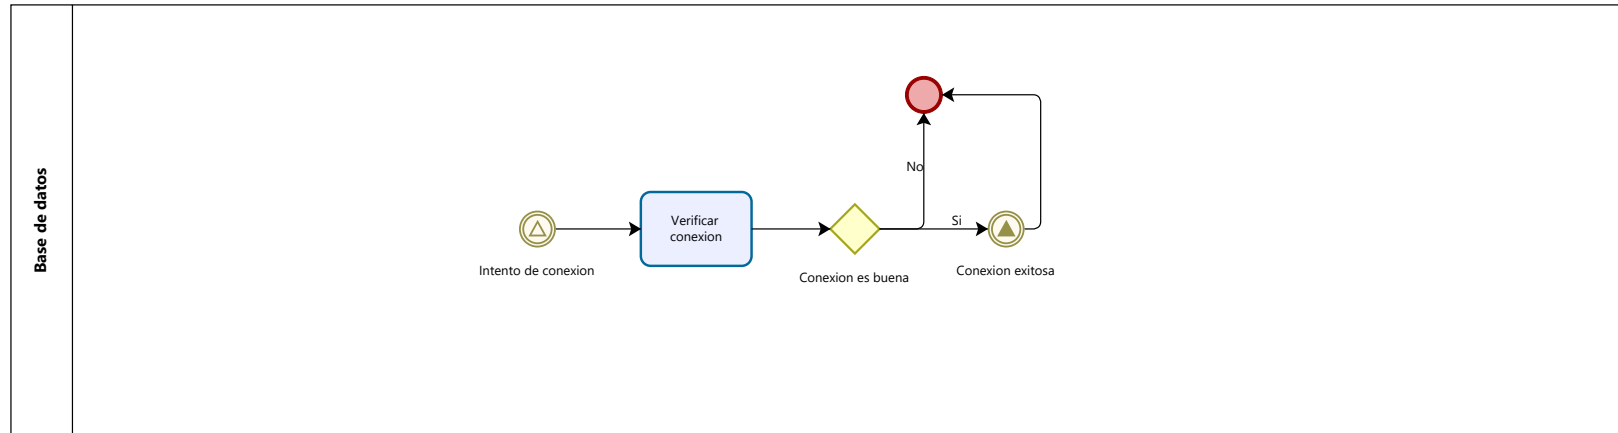 Base de datos
Intento de conexion
Verificar
conexion
Conexion es buena
No
Si
Conexion exitosa